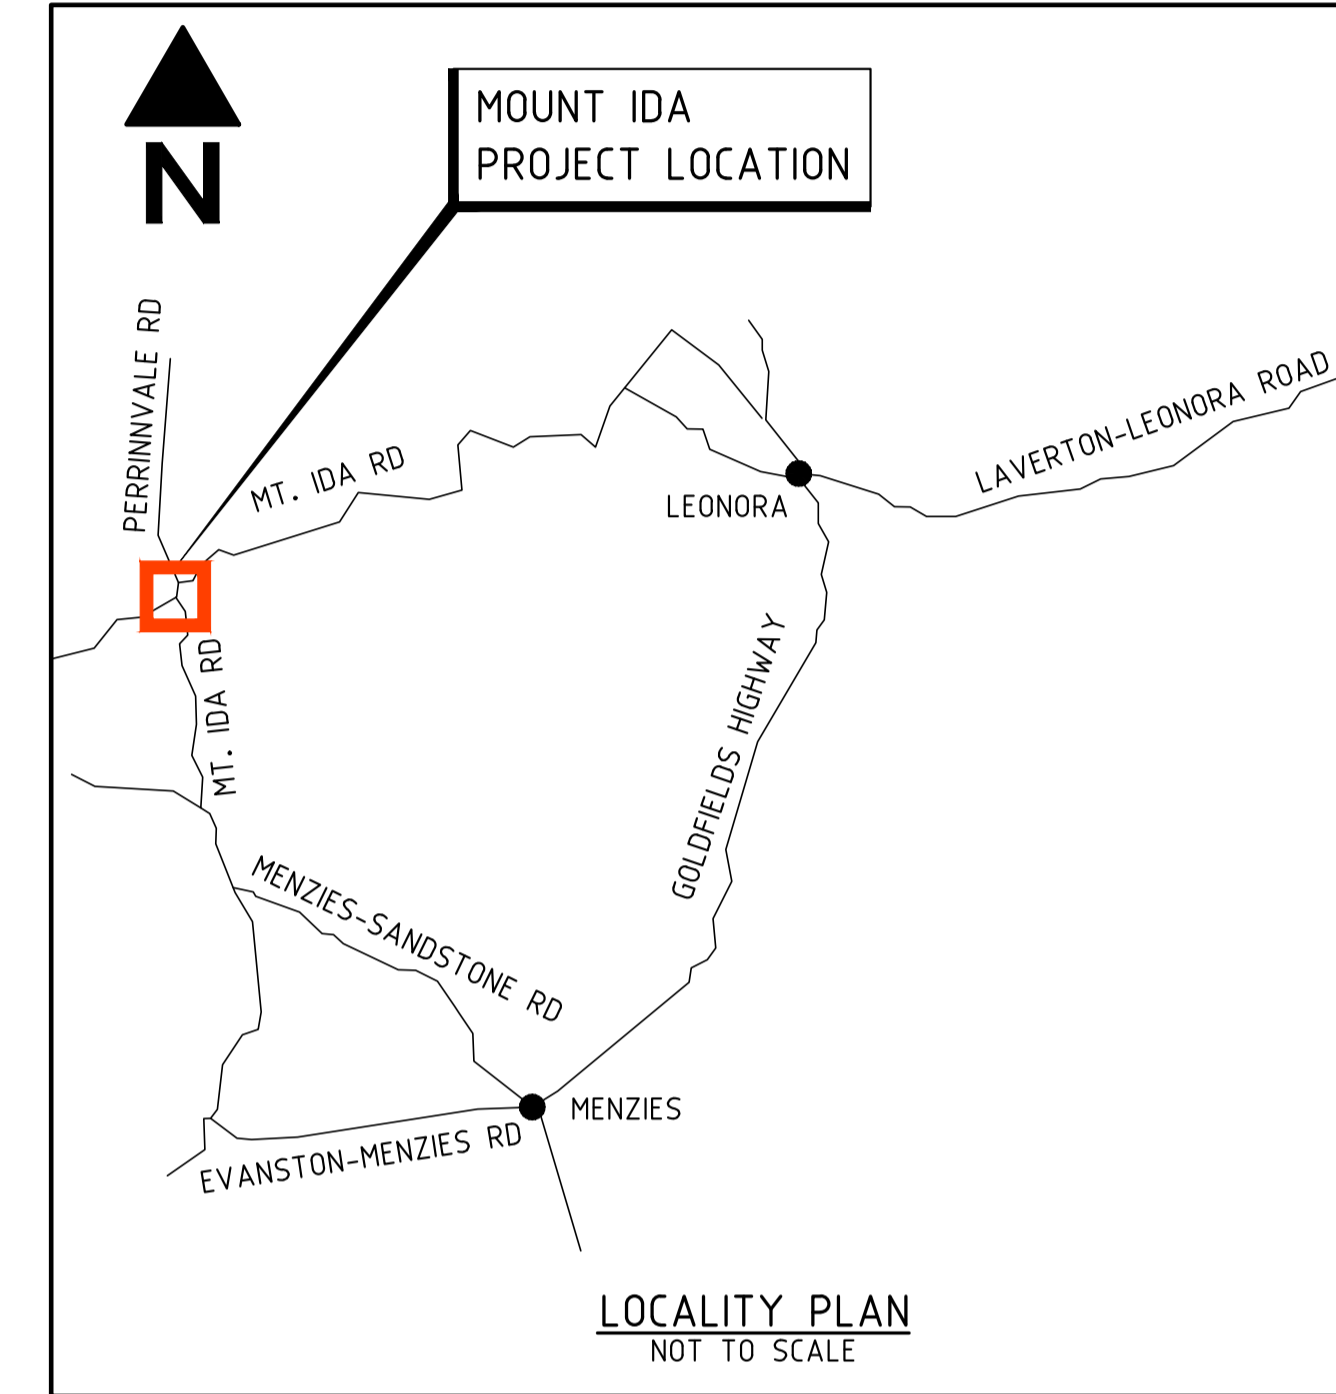 MOUNT IDA
PROJECT LOCATION
N
PERRINNVALE RD
MT. IDA RD
LAVERTON-LEONORA ROAD
LEONORA
GOLDFIELDS HIGHWAY
MT. IDA RD
MENZIES-SANDSTONE RD
MENZIES
EVANSTON-MENZIES RD
LOCALITY PLAN
NOT TO SCALE